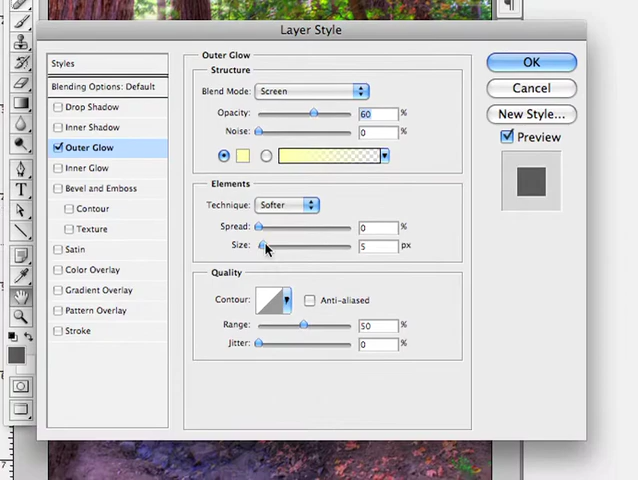 Layer Style
Styles
Blending Options: Default
Drop Shadow
Inner Shadow
Outer Glow
Inner Glow
Bevel and Emboss
Contour
Texture
Satin
Color Overlay
Gradient Overlay
Pattern Overlay
Stroke
Outer Glow
Structure
Blend Mode: Screen
Opacity: 60 %
Noise: 0 %
Elements
Technique: Softer
Spread: 0 %
Size: 5 px
Quality
Contour: Anti-aliased
Range: 50 %
Jitter: 0 %
OK
Cancel
New Style...
Preview